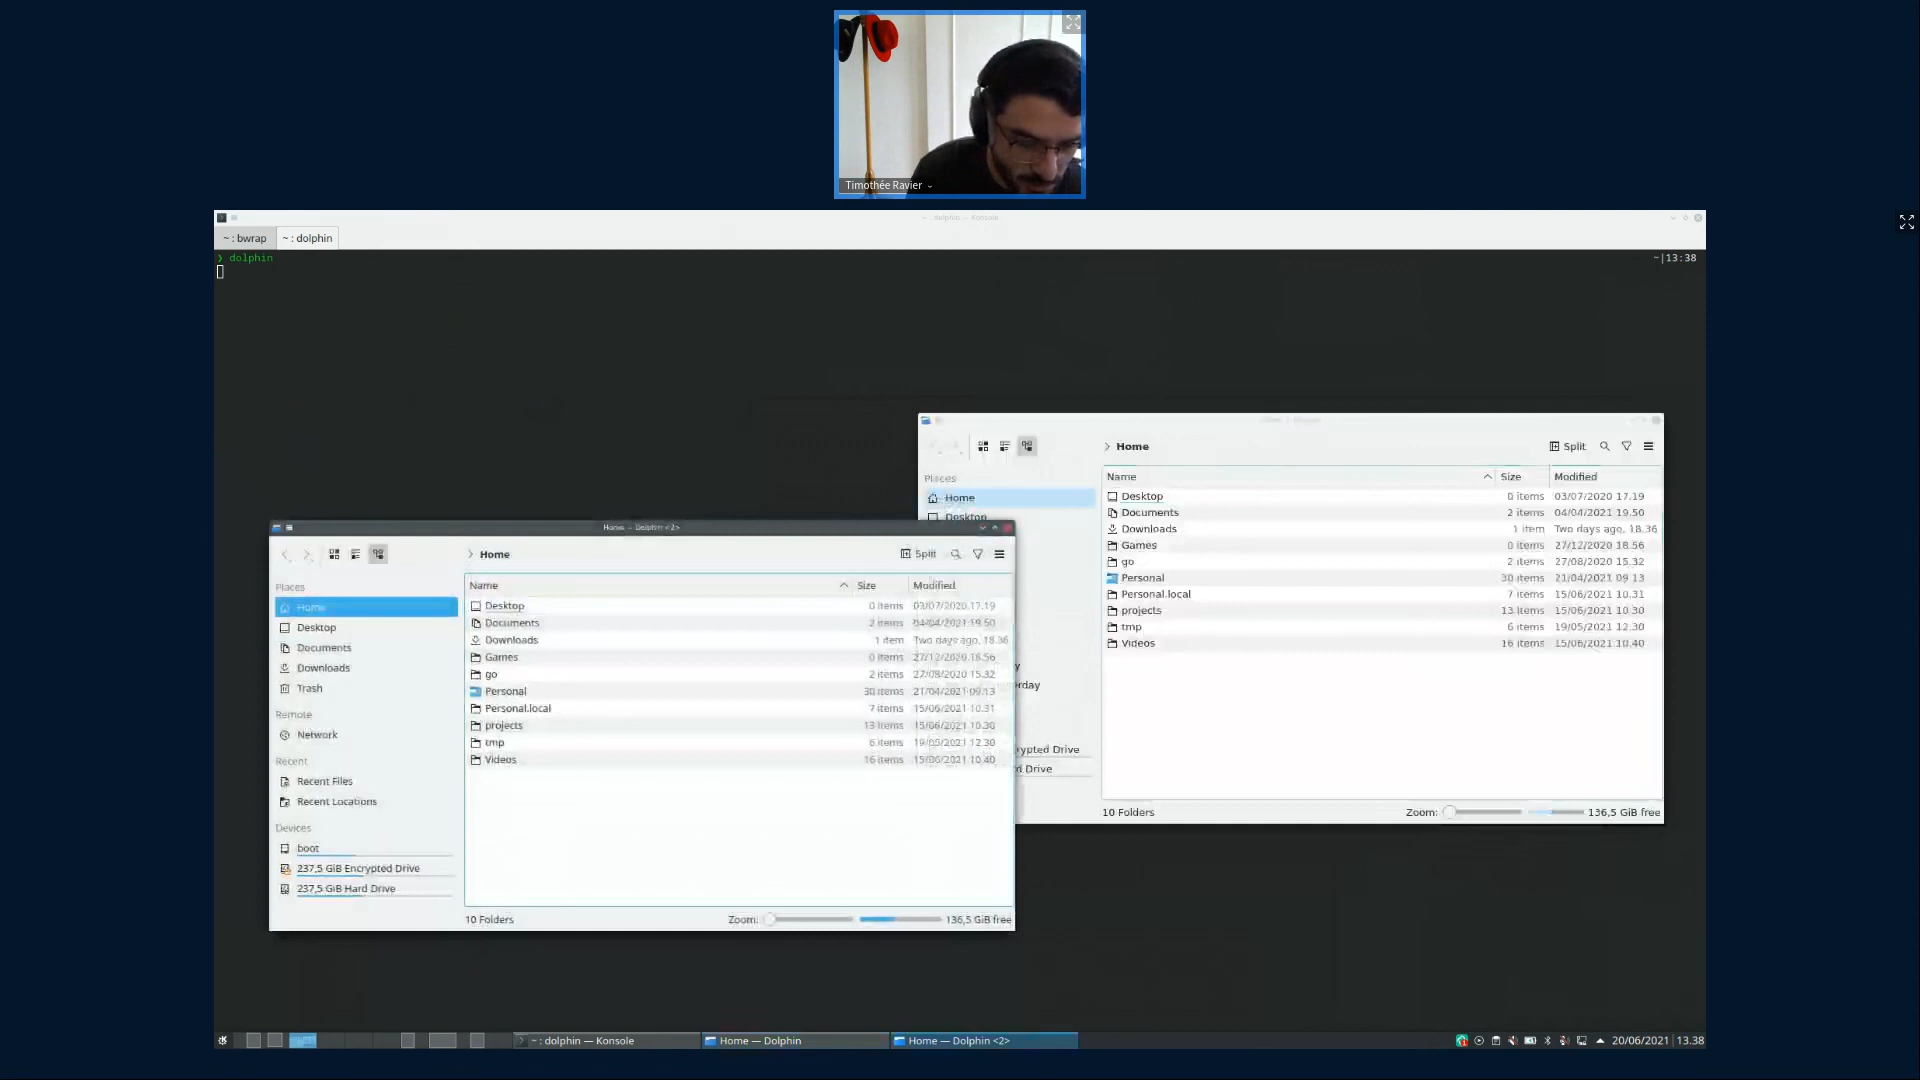 Timothée Ravier
~ : dolphin — Konsole
~ : bwrap
~ : dolphin
❯ dolphin
~|13:38
Home
Split
Places
Name
Size
Modified
Home
Desktop
Desktop 0 items 03/07/2020 17.19
Documents 2 items 04/04/2021 19.50
Downloads 1 item Two days ago, 18.36
Games 0 items 27/12/2020 18.56
go 2 items 27/08/2020 15.32
Personal 30 items 21/04/2021 09 13
Personal.local 7 items 15/06/2021 10.31
projects 13 items 15/06/2021 10.30
tmp 6 items 19/05/2021 12.30
Videos 16 items 15/06/2021 10.40
10 Folders
Zoom:
136,5 GiB free
Home — Dolphin <2>
Home
Split
Places
Home
Desktop
Documents
Downloads
Trash
Remote
Network
Recent
Recent Files
Recent Locations
Devices
boot
237,5 GiB Encrypted Drive
237,5 GiB Hard Drive
Name
Size
Modified
Desktop 0 items 03/07/2020 17.19
Documents 2 items 04/04/2021 19.50
Downloads 1 item Two days ago, 18.36
Games 0 items 27/12/2020 18.56
go 2 items 27/08/2020 15.32
Personal 30 items 21/04/2021 09.13
Personal.local 7 items 15/06/2021 10.31
projects 13 items 15/06/2021 10.30
tmp 6 items 19/05/2021 12.30
Videos 16 items 15/06/2021 10.40
10 Folders
Zoom:
136,5 GiB free
~ : dolphin — Konsole
Home — Dolphin
Home — Dolphin <2>
20/06/2021
13.38